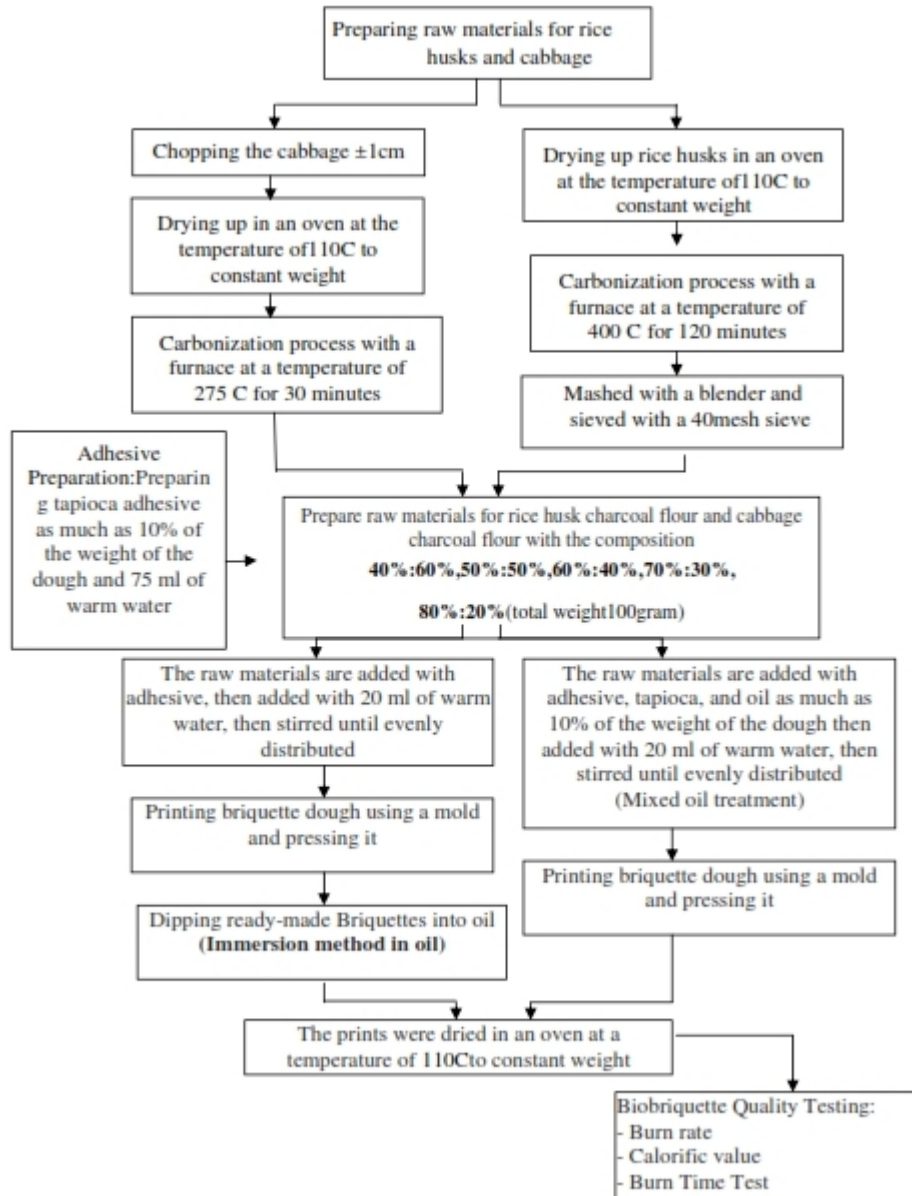 Preparing raw materials for rice
husks and cabbage
Chopping the cabbage ±1cm
Drying up in an oven at the
temperature of110C to
constant weight
Carbonization process with a
furnace at a temperature of
275 C for 30 minutes
Drying up rice husks in an oven
at the temperature of110C to
constant weight
Carbonization process with a
furnace at a temperature of
400 C for 120 minutes
Mashed with a blender and
sieved with a 40mesh sieve
Adhesive
Preparation:Preparin
g tapioca adhesive
as much as 10% of
the weight of the
dough and 75 ml of
warm water
Prepare raw materials for rice husk charcoal flour and cabbage
charcoal flour with the composition
40%:60%,50%:50%,60%:40%,70%:30%,
80%:20%(total weight100gram)
The raw materials are added with
adhesive, then added with 20 ml of warm
water, then stirred until evenly
distributed
Printing briquette dough using a mold
and pressing it
Dipping ready-made Briquettes into oil
(Immersion method in oil)
The raw materials are added with
adhesive, tapioca, and oil as much as
10% of the weight of the dough then
added with 20 ml of warm water, then
stirred until evenly distributed
(Mixed oil treatment)
Printing briquette dough using a mold
and pressing it
The prints were dried in an oven at a
temperature of 110Cto constant weight
Biobriquette Quality Testing:
- Burn rate
- Calorific value
- Burn Time Test